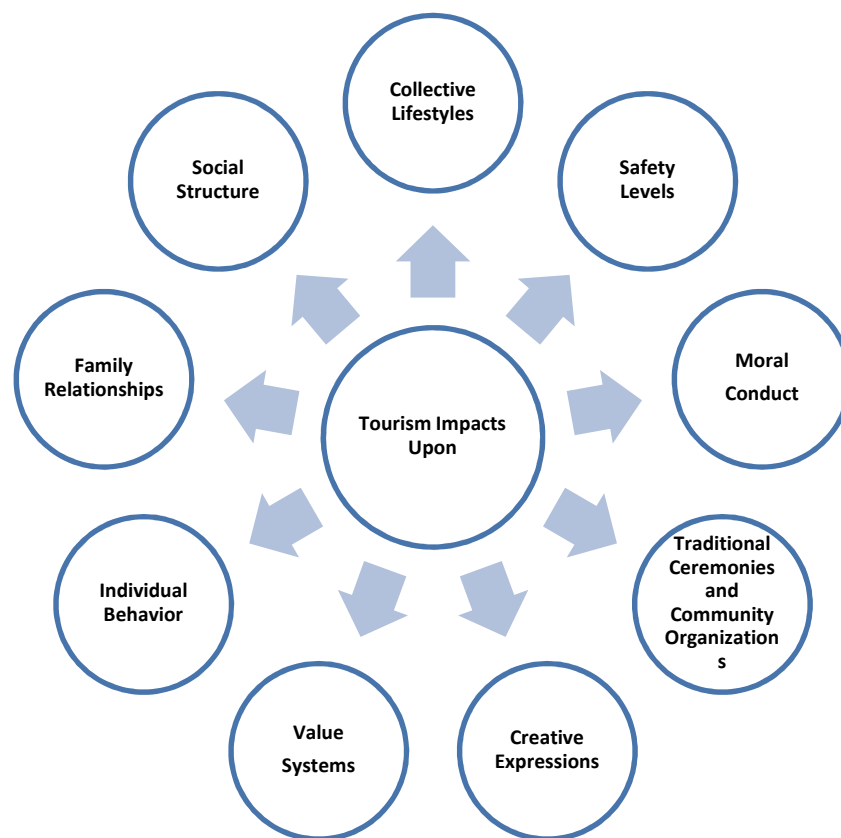 Collective
Lifestyles
Safety
Levels
Moral
Conduct
Traditional
Ceremonies
and
Community
Organization
s
Creative
Expressions
Value
Systems
Individual
Behavior
Family
Relationships
Social
Structure
Tourism Impacts
Upon